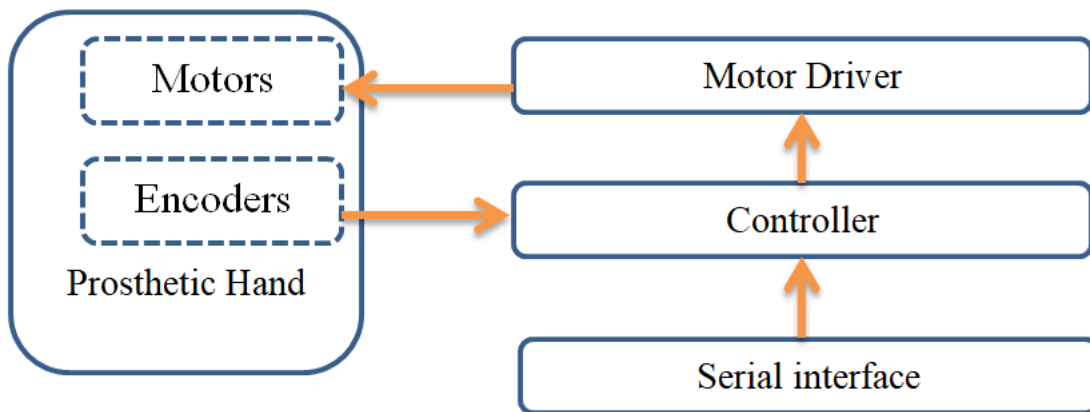 Motors
Motor Driver
Encoders
Controller
Prosthetic Hand
Serial interface